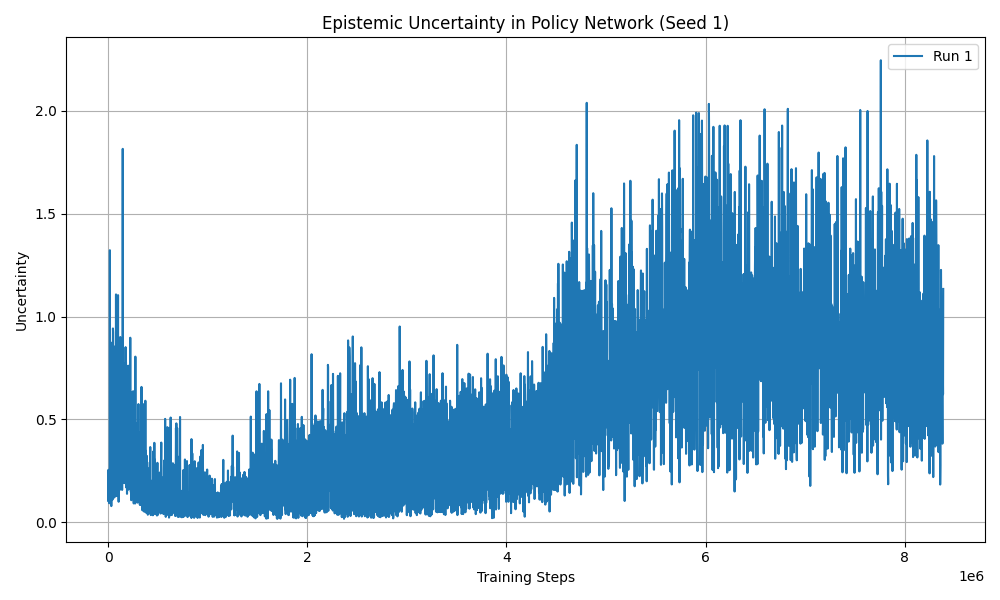 Epistemic Uncertainty in Policy Network (Seed 1)
Run 1
Uncertainty
2.0
1.5
1.0
0.5
0.0
0 2 4 6 8
1e6
Training Steps